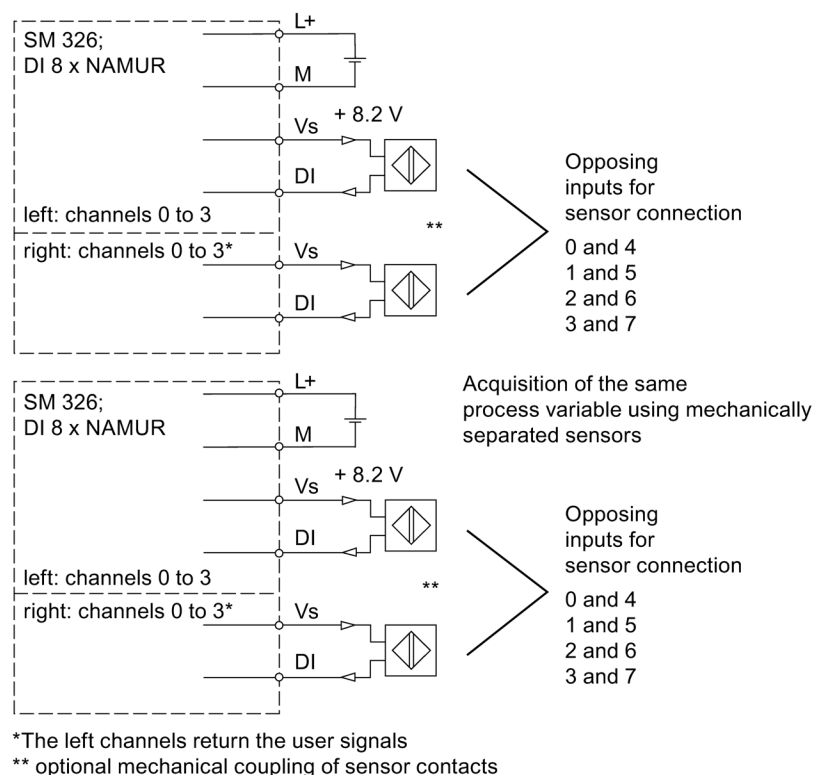 L+
SM 326;
DI 8 x NAMUR
M
+ 8.2 V
Vs
DI
left: channels 0 to 3
right: channels 0 to 3*
Vs
DI
**
Opposing
inputs for
sensor connection
0 and 4
1 and 5
2 and 6
3 and 7
L+
SM 326;
DI 8 x NAMUR
M
+ 8.2 V
Vs
DI
left: channels 0 to 3
right: channels 0 to 3*
Vs
DI
**
Acquisition of the same
process variable using mechanically
separated sensors
Opposing
inputs for
sensor connection
0 and 4
1 and 5
2 and 6
3 and 7
*The left channels return the user signals
** optional mechanical coupling of sensor contacts